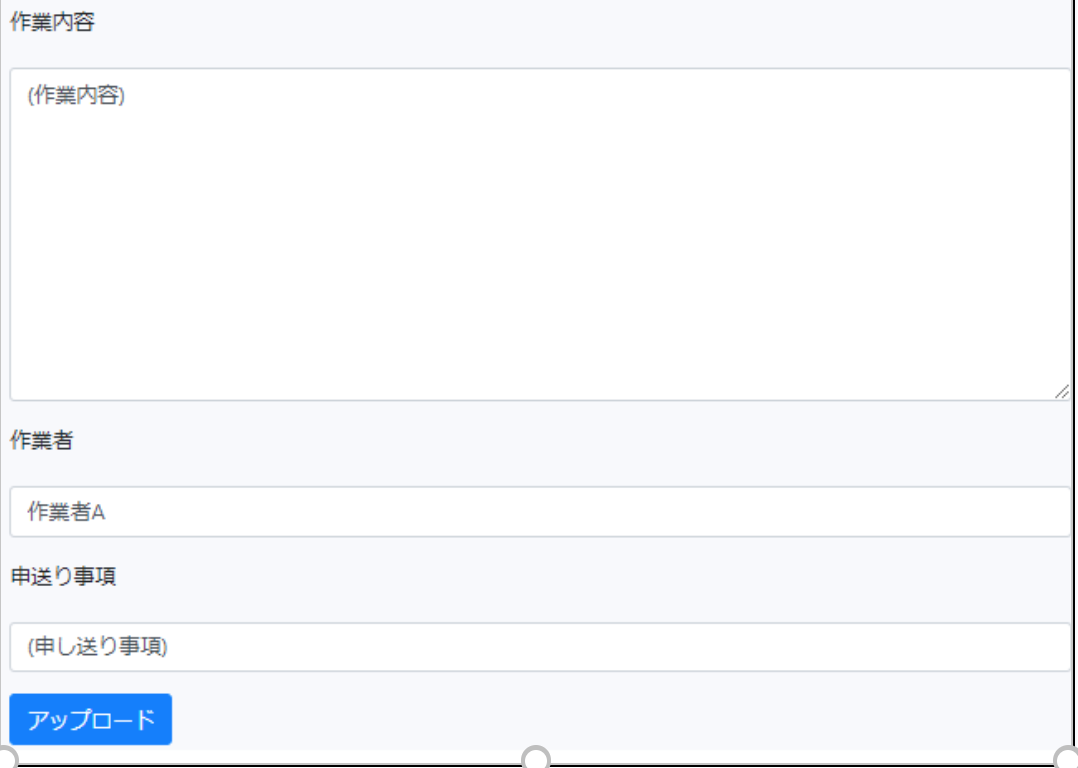 作業内容
(作業内容)
作業者
作業者A
申送り事項
(申し送り事項)
アップロード